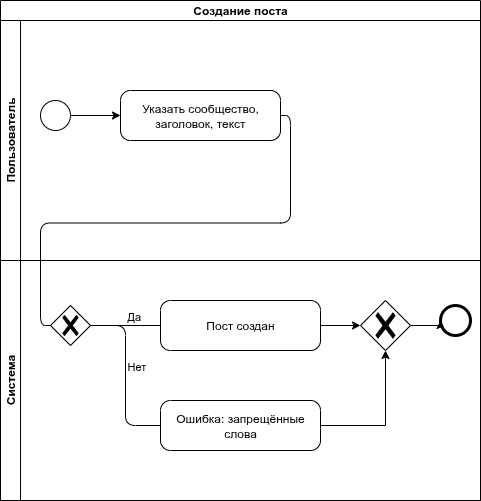 Создание поста
Пользователь
Указать сообщество,
заголовок, текст
Система
Да
Пост создан
Нет
Ошибка: запрещённые
слова